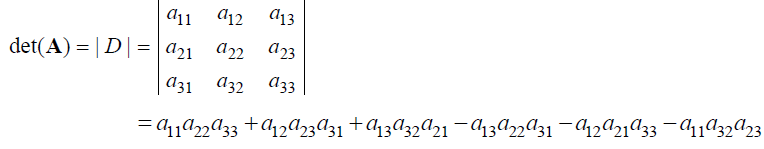 a₁₁ a₁₂ a₁₃
det(A) = | D | = a₂₁ a₂₂ a₂₃
a₃₁ a₃₂ a₃₃
= a₁₁a₂₂a₃₃ + a₁₂a₂₃a₃₁ + a₁₃a₃₂a₂₁ − a₁₃a₂₂a₃₁ − a₁₂a₂₁a₃₃ − a₁₁a₃₂a₂₃